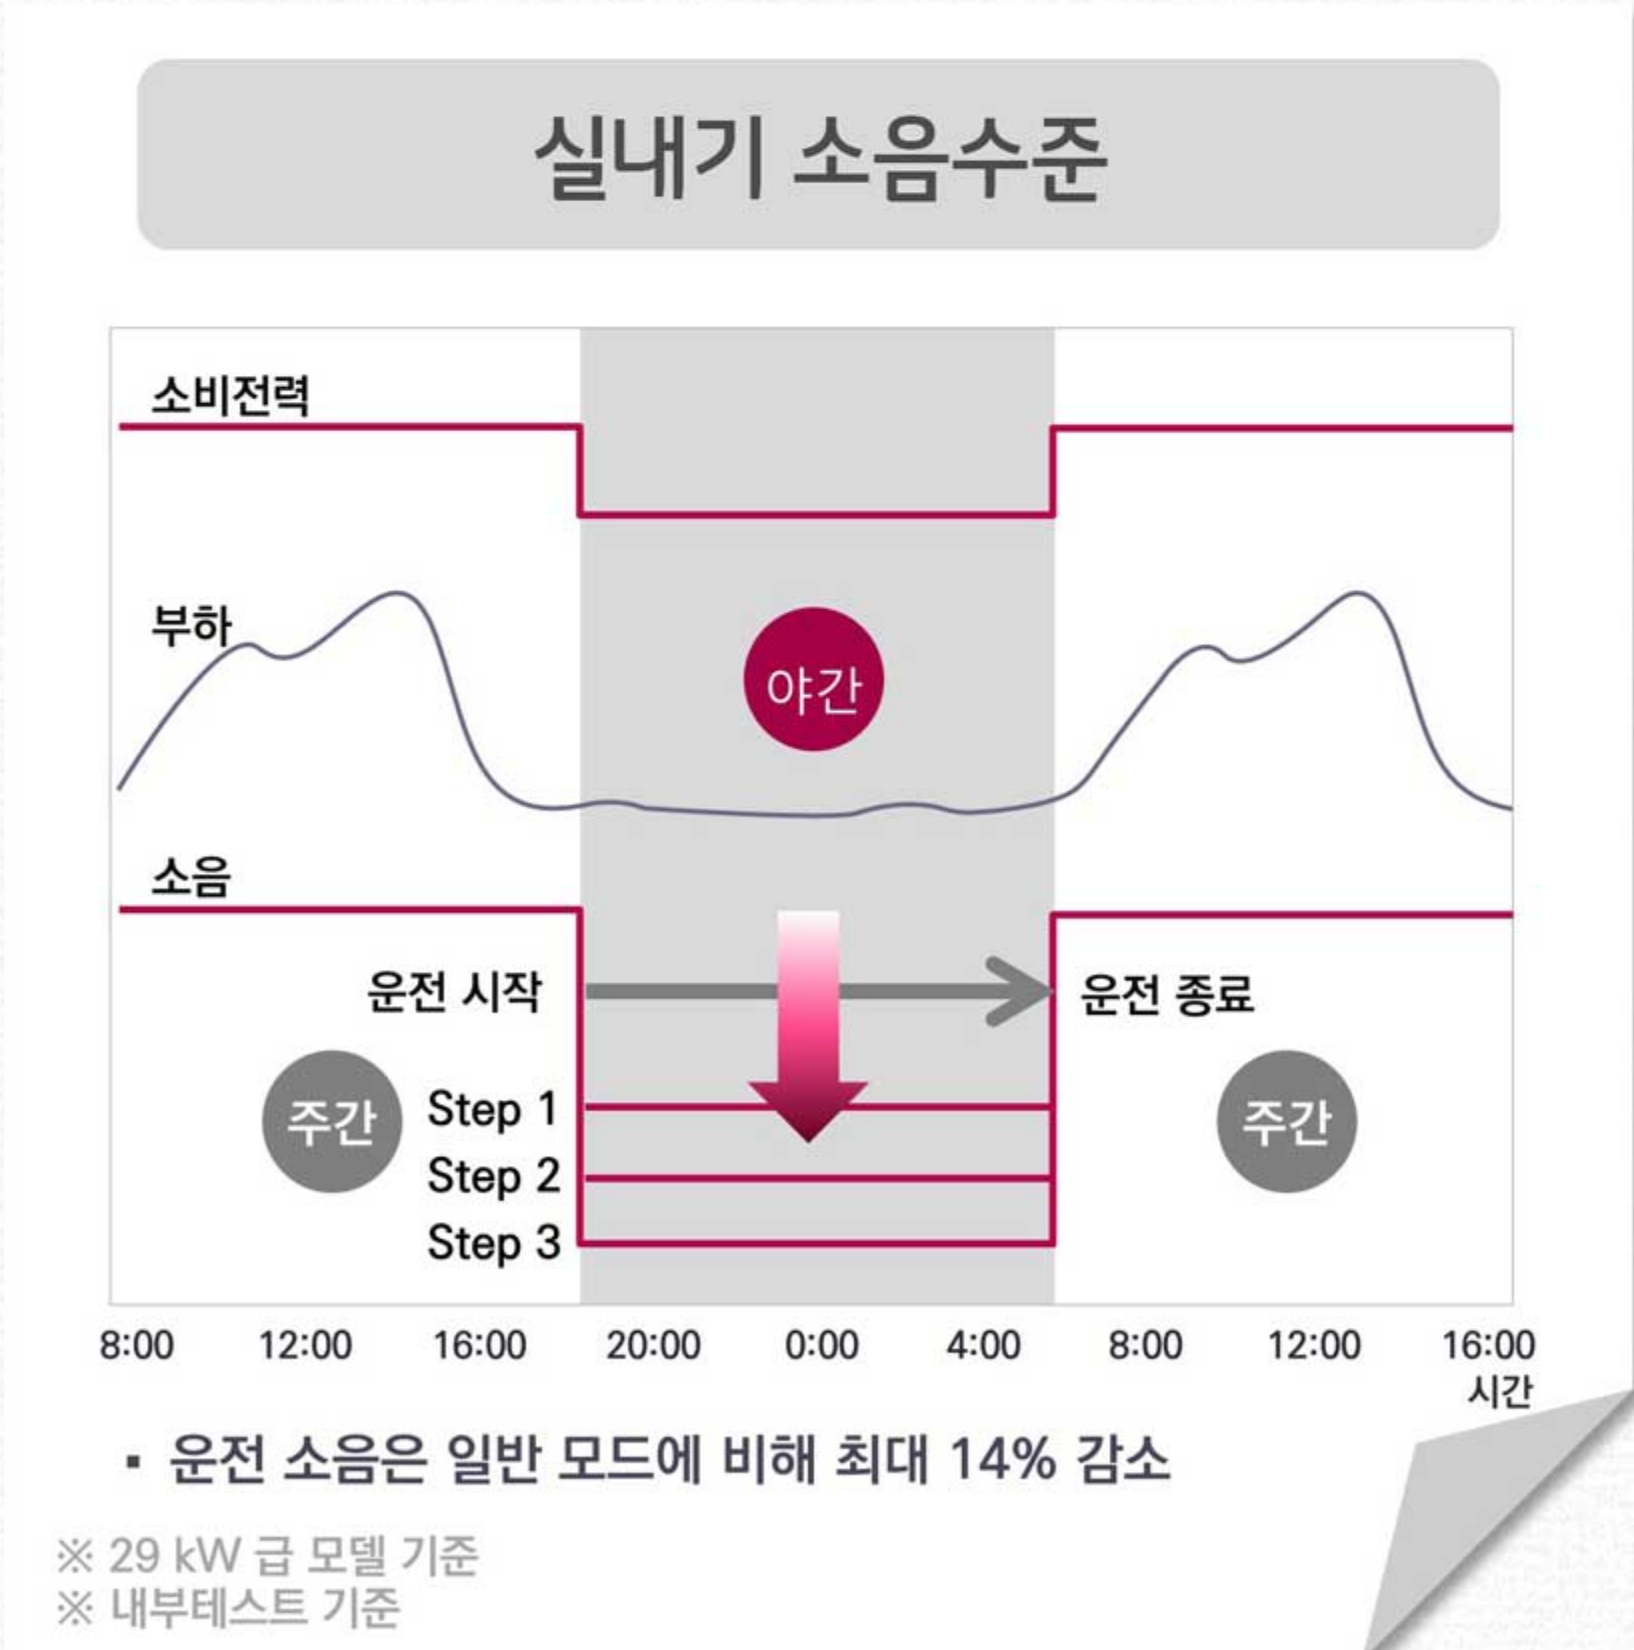 실내기 소음수준
소비전력
부하
야간
소음
운전 시작
운전 종료
주간
Step 1
주간
Step 2
Step 3
8:00 12:00 16:00 20:00 0:00 4:00 8:00 12:00 16:00
시간
▪ 운전 소음은 일반 모드에 비해 최대 14% 감소
※ 29 kW 급 모델 기준
※ 내부테스트 기준